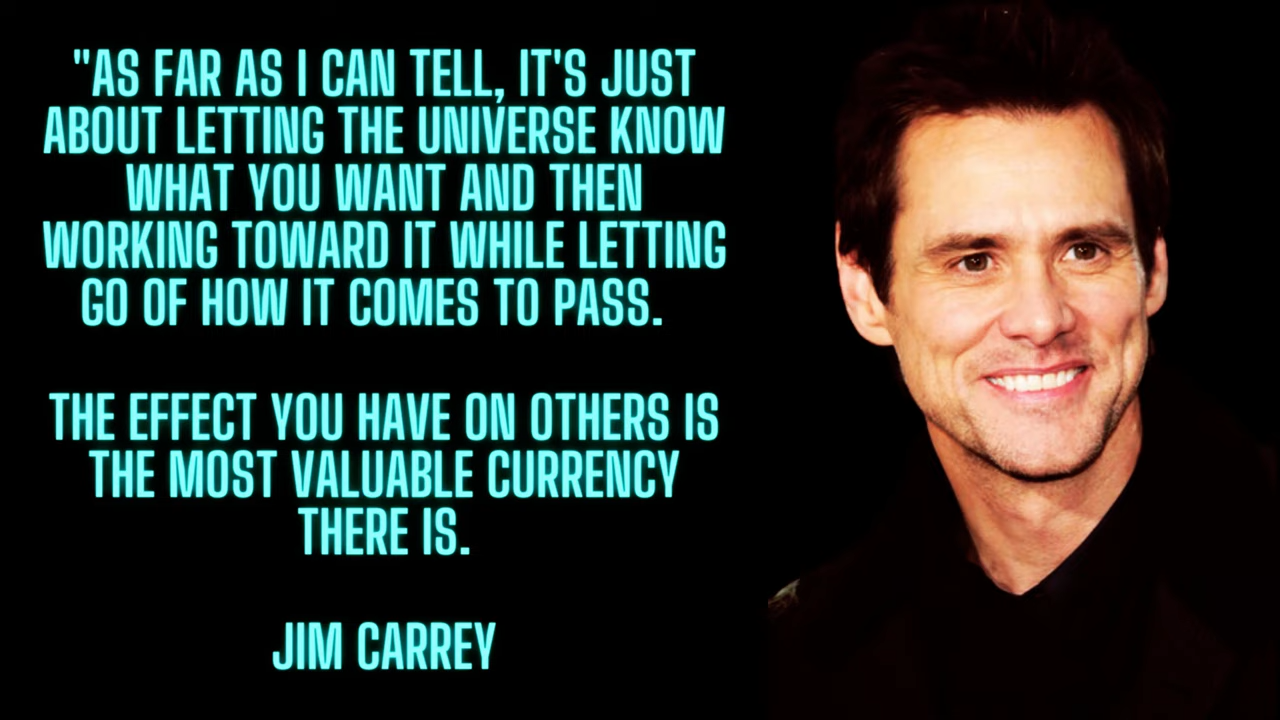 "AS FAR AS I CAN TELL, IT'S JUST
ABOUT LETTING THE UNIVERSE KNOW
WHAT YOU WANT AND THEN
WORKING TOWARD IT WHILE LETTING
GO OF HOW IT COMES TO PASS.
THE EFFECT YOU HAVE ON OTHERS IS
THE MOST VALUABLE CURRENCY
THERE IS.
JIM CARREY